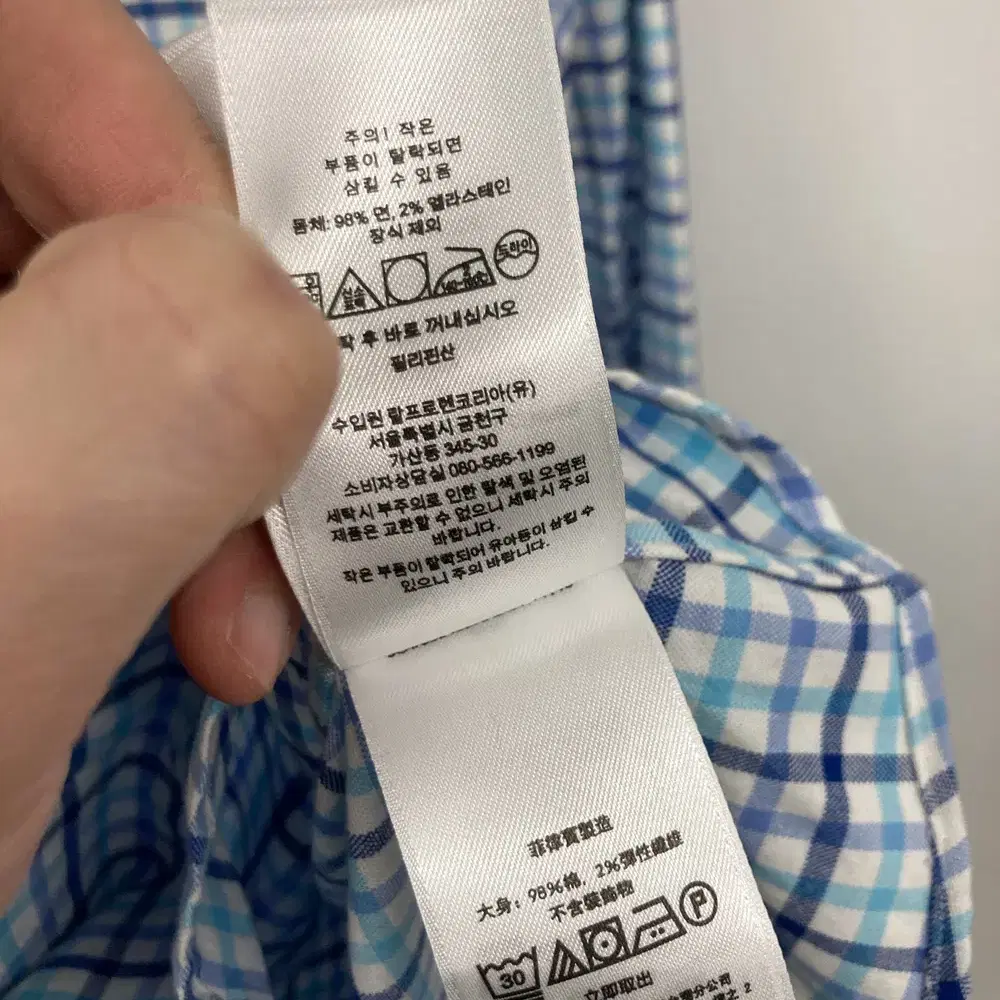 주의! 작은
부품이 탈락되면
삼킬 수 있음
몸체: 98% 면, 2% 엘라스테인
장식 제외
산소
표백
드라이
후 바로 꺼내십시오
필리핀산
수입원 랄프로렌코리아(유)
서울특별시 금천구
가산동 345-30
소비자상담실 080-566-1199
세탁시 부주의로 인한 탈색 및 오염된
제품은 교환할 수 없으니 세탁시 주의
바랍니다.
작은 부품이 탈락되어 유아등이 삼킬 수
있으니 주의 바랍니다.
菲律賓製造
大身: 98%棉, 2%彈性纖維
不含裝飾物
30
P
立即取出
分公司
2